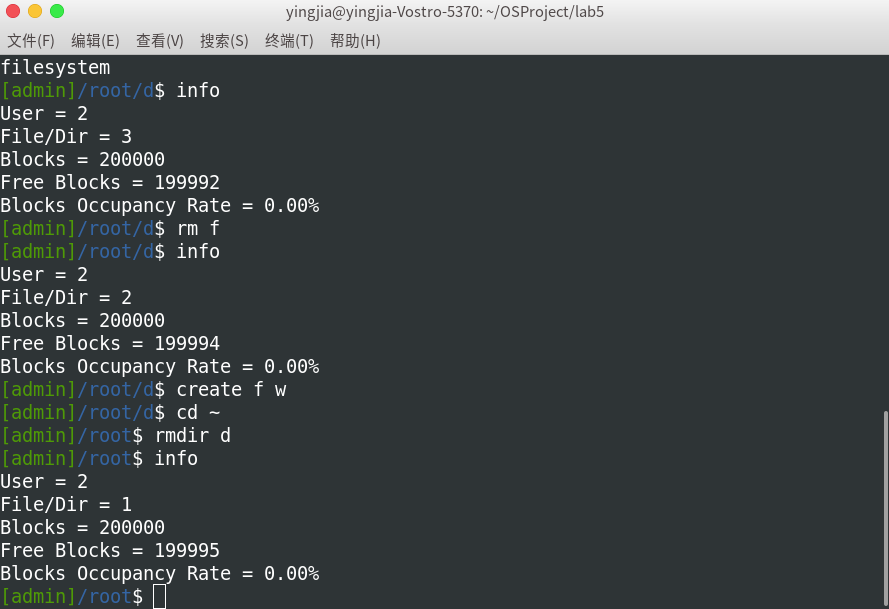 yingjia@yingjia-Vostro-5370: ~/OSProject/lab5
文件(F) 编辑(E) 查看(V) 搜索(S) 终端(T) 帮助(H)
filesystem
[admin]/root/d$ info
User = 2
File/Dir = 3
Blocks = 200000
Free Blocks = 199992
Blocks Occupancy Rate = 0.00%
[admin]/root/d$ rm f
[admin]/root/d$ info
User = 2
File/Dir = 2
Blocks = 200000
Free Blocks = 199994
Blocks Occupancy Rate = 0.00%
[admin]/root/d$ create f w
[admin]/root/d$ cd ~
[admin]/root$ rmdir d
[admin]/root$ info
User = 2
File/Dir = 1
Blocks = 200000
Free Blocks = 199995
Blocks Occupancy Rate = 0.00%
[admin]/root$